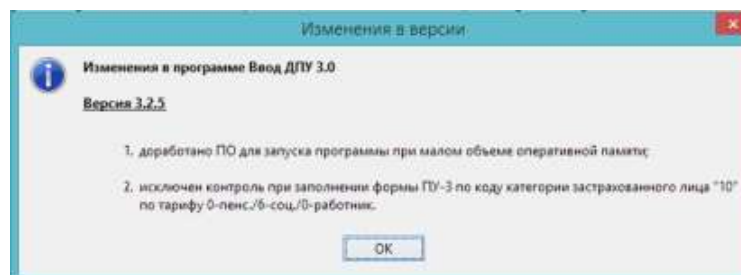 Изменения в версии
Изменения в программе Ввод ДПУ 3.0
Версия 3.2.5
1. доработано ПО для запуска программы при малом объеме оперативной памяти;
2. исключен контроль при заполнении формы ПУ-3 по коду категории застрахованного лица "10"
по тарифу 0-пенс./6-соц./0-работник.
ОК